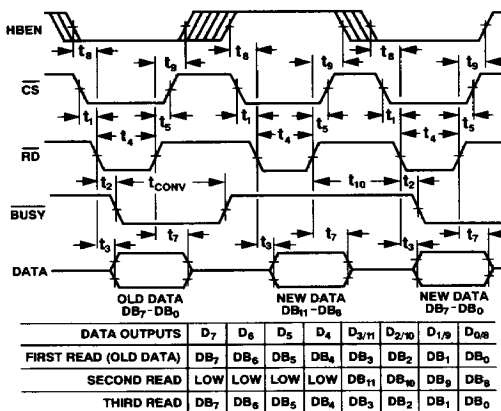 HBEN
t8
t9
t8
t9
t8
t9
CS
t1
t5
t1
t5
t1
t5
t4
t4
t4
RD
t2
tCONV
t10
t2
BUSY
t3
t7
t3
t7
t3
t7
DATA
OLD DATA
DB7-DB0
NEW DATA
DB11-DB8
NEW DATA
DB7-DB0
DATA OUTPUTS D7 D6 D5 D4 D3/11 D2/10 D1/9 D0/8
FIRST READ (OLD DATA) DB7 DB6 DB5 DB4 DB3 DB2 DB1 DB0
SECOND READ LOW LOW LOW LOW DB11 DB10 DB9 DB8
THIRD READ DB7 DB6 DB5 DB4 DB3 DB2 DB1 DB0